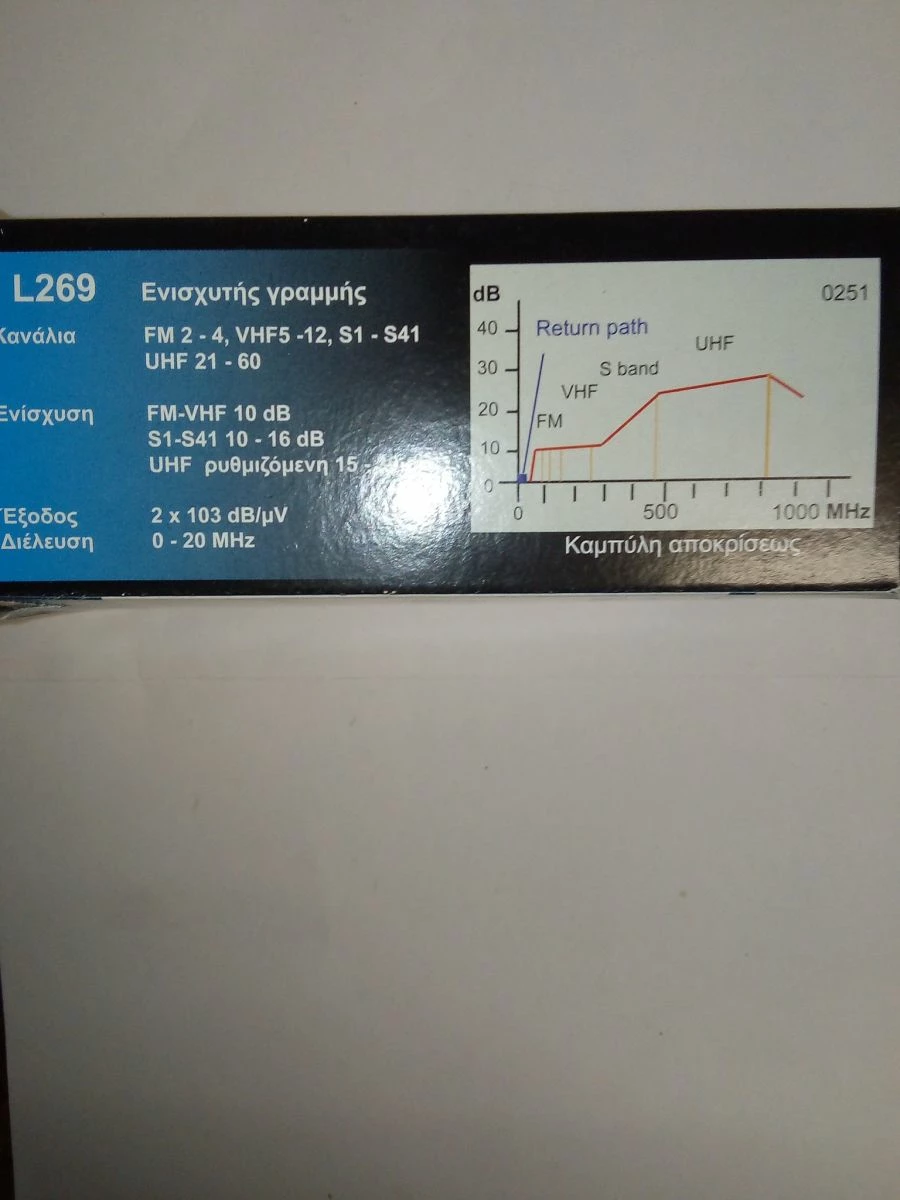 L269 Ενισχυτής γραμμής
Κανάλια FM 2 - 4, VHF5 -12, S1 - S41
UHF 21 - 60
Ενίσχυση FM-VHF 10 dB
S1-S41 10 - 16 dB
UHF ρυθμιζόμενη 15 -
Έξοδος 2 x 103 dB/μV
Διέλευση 0 - 20 MHz
dB 0251
40 Return path
UHF
30 S band
VHF
20
FM
10
0
0 500 1000 MHz
Καμπύλη αποκρίσεως